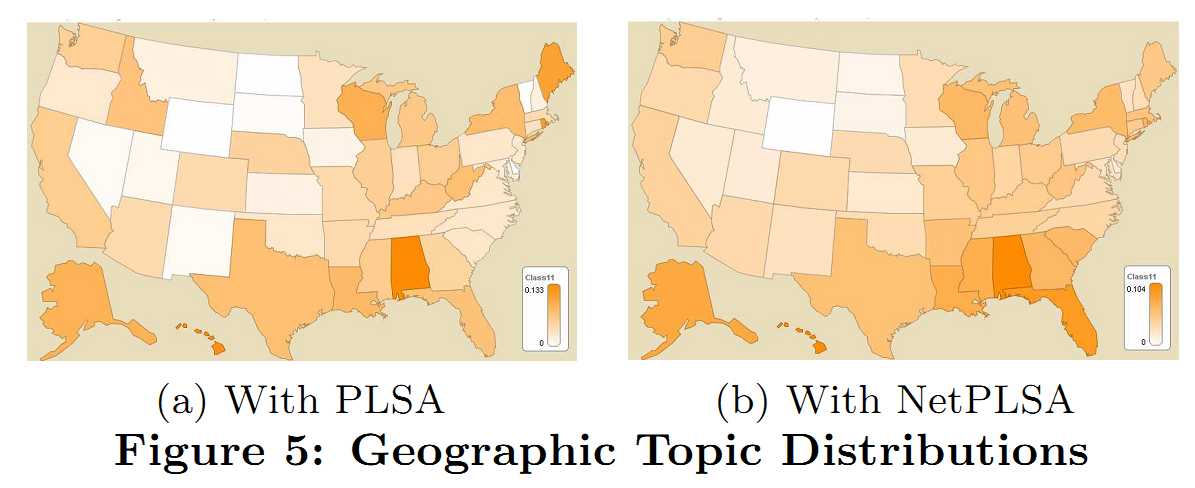 Class11
0.133
0
Class11
0.104
0
(a) With PLSA
(b) With NetPLSA
Figure 5: Geographic Topic Distributions